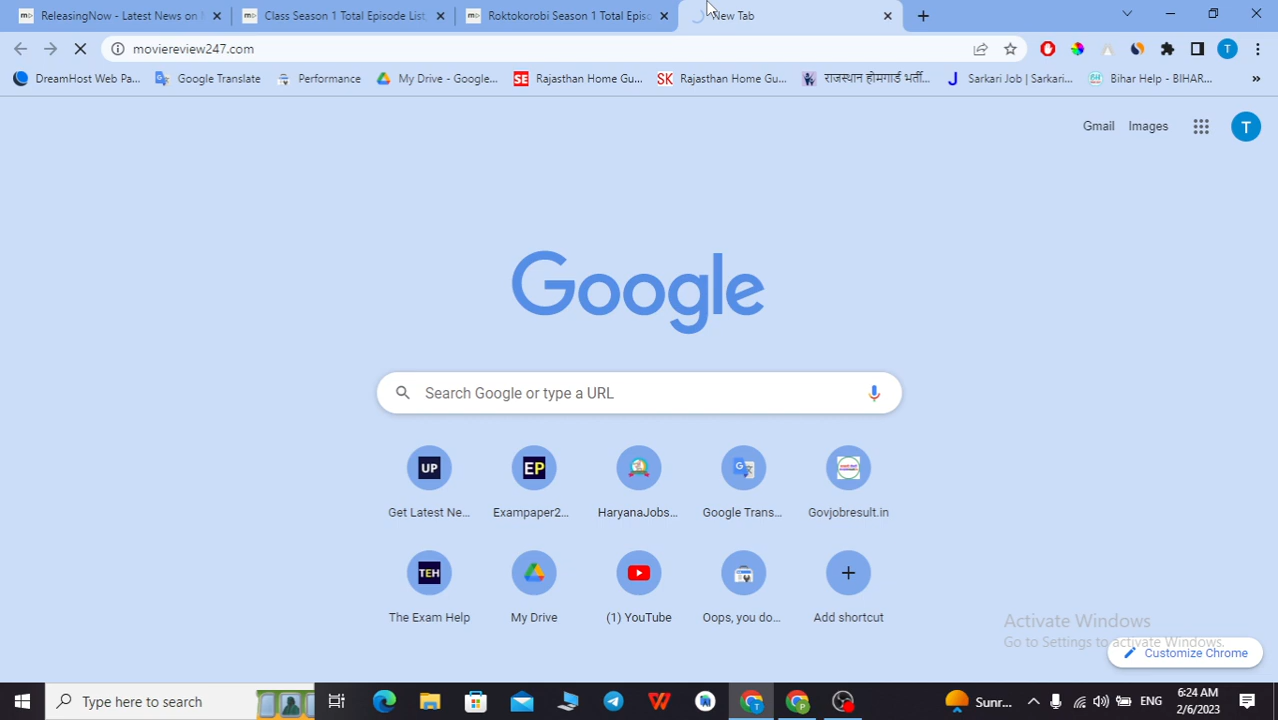 ReleasingNow - Latest News on
Class Season 1 Total Episode List,
Roktokorobi Season 1 Total Episo
New Tab
moviereview247.com
DreamHost Web Pa...
Google Translate
Performance
My Drive - Google...
SE Rajasthan Home Gu...
SK Rajasthan Home Gu...
राजस्थान होमगार्ड भर्ती...
J Sarkari Job | Sarkari...
Bihar Help - BIHAR...
»
Gmail
Images
T
Google
Search Google or type a URL
UP
EP
Get Latest Ne...
Exampaper2...
HaryanaJobs...
Google Trans...
Govjobresult.in
TEH
The Exam Help
My Drive
(1) YouTube
Oops, you do...
Add shortcut
Activate Windows
Go to Settings to activate Windows.
Customize Chrome
Type here to search
Sunr...
ENG
6:24 AM
2/6/2023